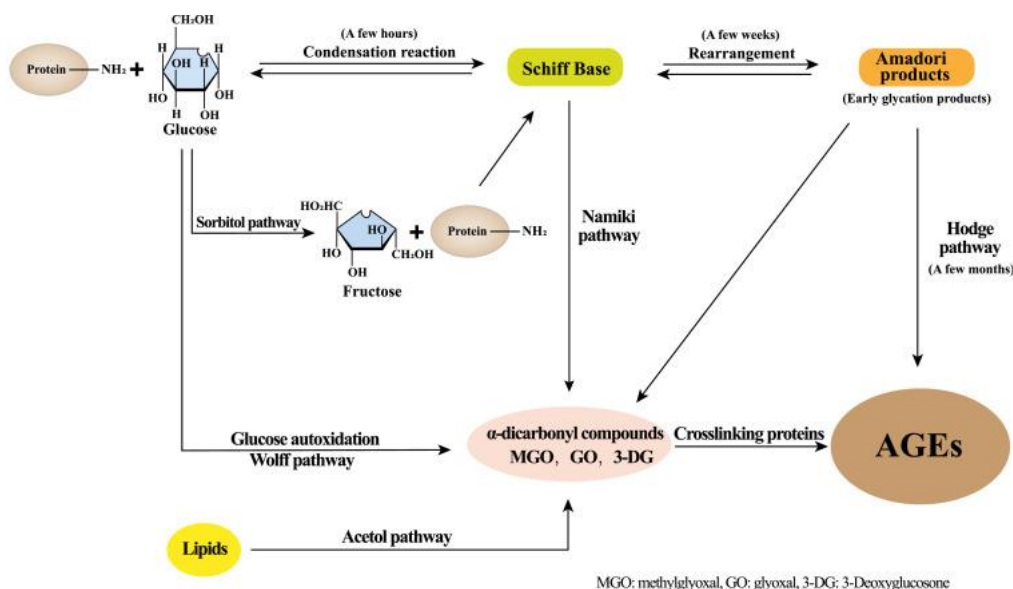 CH₂OH
(A few hours)
Condensation reaction
(A few weeks)
Rearrangement
Protein
NH₂
+
H
H
OH
H
HO
OH
H
OH
Glucose
Schiff Base
Amadori
products
(Early glycation products)
Sorbitol pathway
HO₂HC
HO
HO
OH
CH₂OH
Fructose
+
Protein
NH₂
Namiki
pathway
Hodge
pathway
(A few months)
Glucose autoxidation
Wolff pathway
α-dicarbonyl compounds
MGO, GO, 3-DG
Crosslinking proteins
AGEs
Lipids
Acetol pathway
MGO: methylglyoxal, GO: glyoxal, 3-DG: 3-Deoxyglucosone